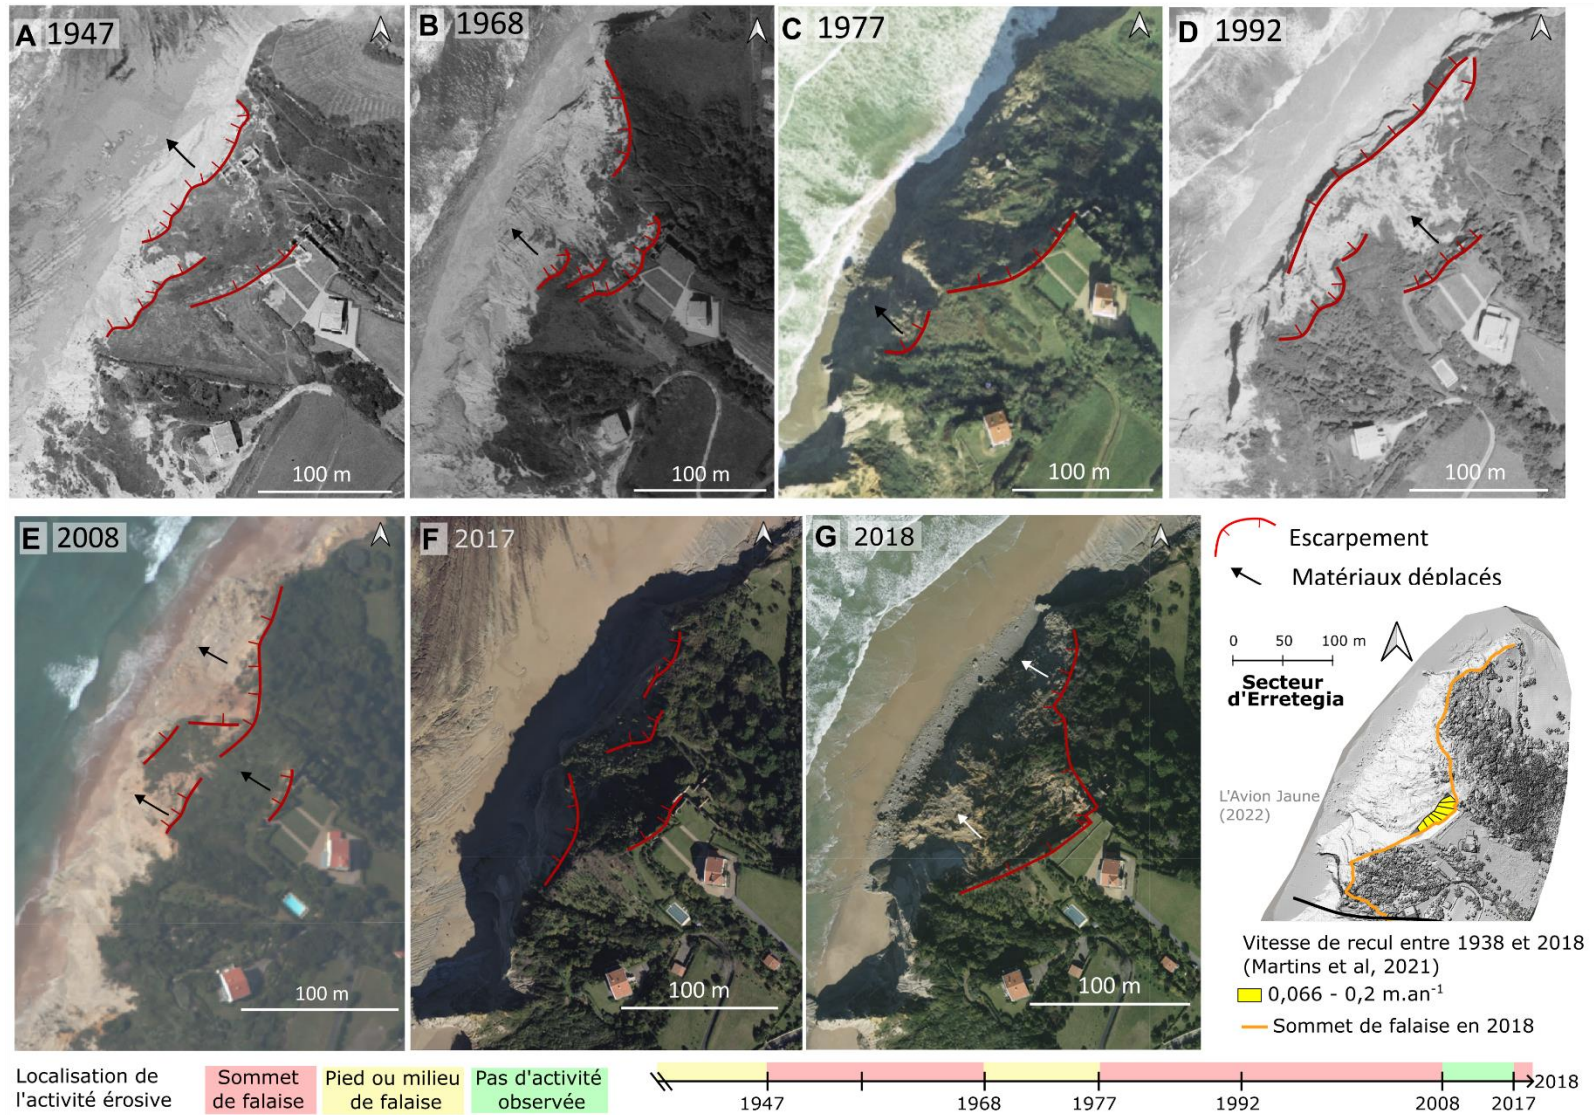 A 1947
B 1968
C 1977
D 1992
100 m
100 m
100 m
100 m
E 2008
F 2017
G 2018
100 m
100 m
100 m
Escarpement
Matériaux déplacés
0 50 100 m
Secteur
d'Erretegia
L'Avion Jaune
(2022)
Vitesse de recul entre 1938 et 2018
(Martins et al, 2021)
0,066 - 0,2 m.an⁻¹
Sommet de falaise en 2018
Localisation de
l'activité érosive
Sommet
de falaise
Pied ou milieu
de falaise
Pas d'activité
observée
1947 1968 1977 1992 2008 2017 2018